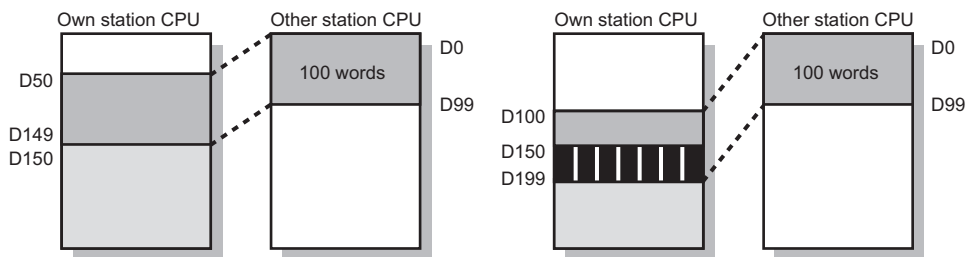 Own station CPU
Other station CPU
D0
D50
100 words
D99
D149
D150
Own station CPU
Other station CPU
D0
100 words
D99
D100
D150
D199